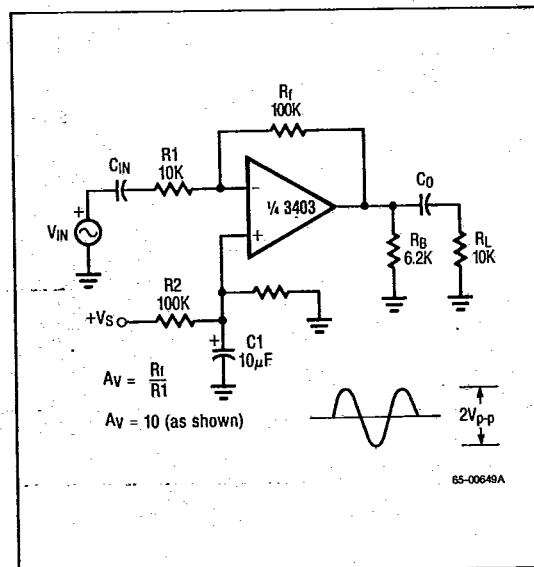 Rf
100K
CIN
R1
10K
–
1/4 3403
+
CO
+
VIN
RB
6.2K
RL
10K
R2
100K
+VS
+
C1
10µF
AV = Rf
R1
AV = 10 (as shown)
2Vp-p
65-00649A